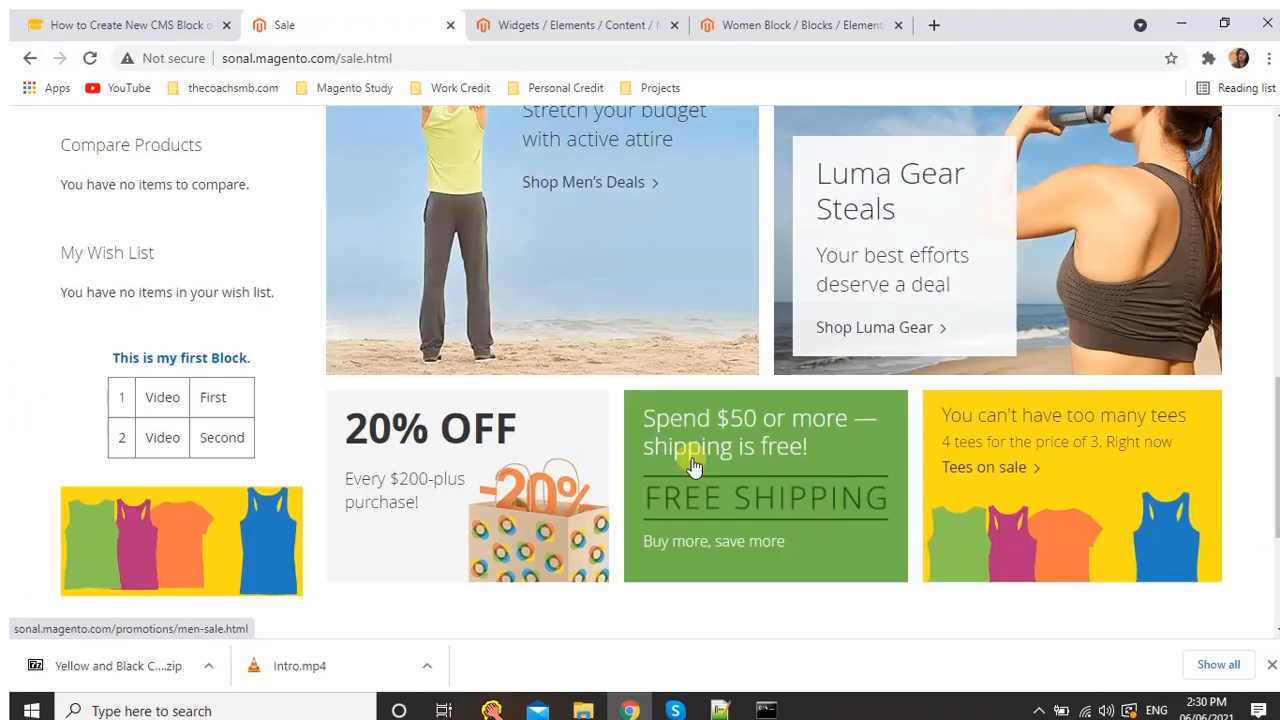 How to Create New CMS Block
Sale
Widgets / Elements / Content /
Women Block / Blocks / Element
Not secure
sonal.magento.com/sale.html
Apps
YouTube
thecoachsmb.com
Magento Study
Work Credit
Personal Credit
Projects
Reading list
Compare Products
You have no items to compare.
My Wish List
You have no items in your wish list.
This is my first Block.
1 Video First
2 Video Second
Stretch your budget
with active attire
Shop Men's Deals
Luma Gear
Steals
Your best efforts
deserve a deal
Shop Luma Gear
20% OFF
Every $200-plus
purchase!
-20%
Spend $50 or more —
shipping is free!
FREE SHIPPING
Buy more, save more
You can't have too many tees
4 tees for the price of 3. Right now
Tees on sale
sonal.magento.com/promotions/men-sale.html
Yellow and Black C....zip
Intro.mp4
Show all
Type here to search
ENG
2:30 PM
06/06/2021